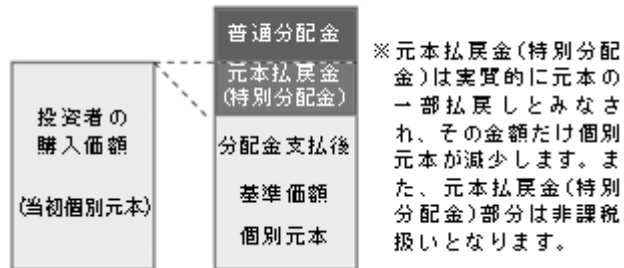 投資者の
購入価額
(当初個別元本)
普通分配金
元本払戻金
(特別分配金)
分配金支払後
基準価額
個別元本
※元本払戻金(特別分配
金)は実質的に元本の
一部払戻しとみなさ
れ、その金額だけ個別
元本が減少します。ま
た、元本払戻金(特別
分配金)部分は非課税
扱いとなります。